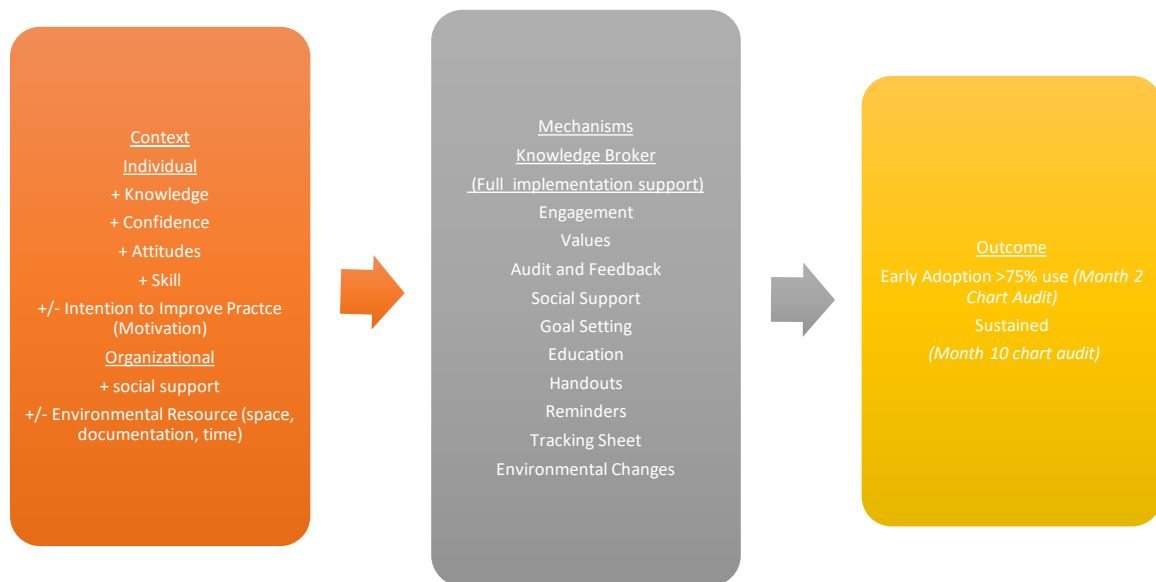 Context
Individual
+ Knowledge
+ Confidence
+ Attitudes
+ Skill
+/- Intention to Improve Practce
(Motivation)
Organizational
+ social support
+/- Environmental Resource (space,
documentation, time)
Mechanisms
Knowledge Broker
(Full implementation support)
Engagement
Values
Audit and Feedback
Social Support
Goal Setting
Education
Handouts
Reminders
Tracking Sheet
Environmental Changes
Outcome
Early Adoption >75% use (Month 2
Chart Audit)
Sustained
(Month 10 chart audit)